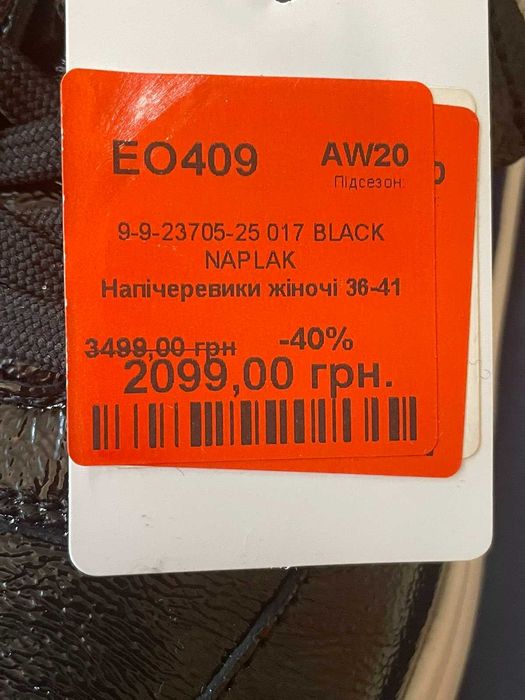 EO409
AW20
Підсезон:
9-9-23705-25 017 BLACK
NAPLAK
Напічеревики жіночі 36-41
3499,00 грн -40%
2099,00 грн.